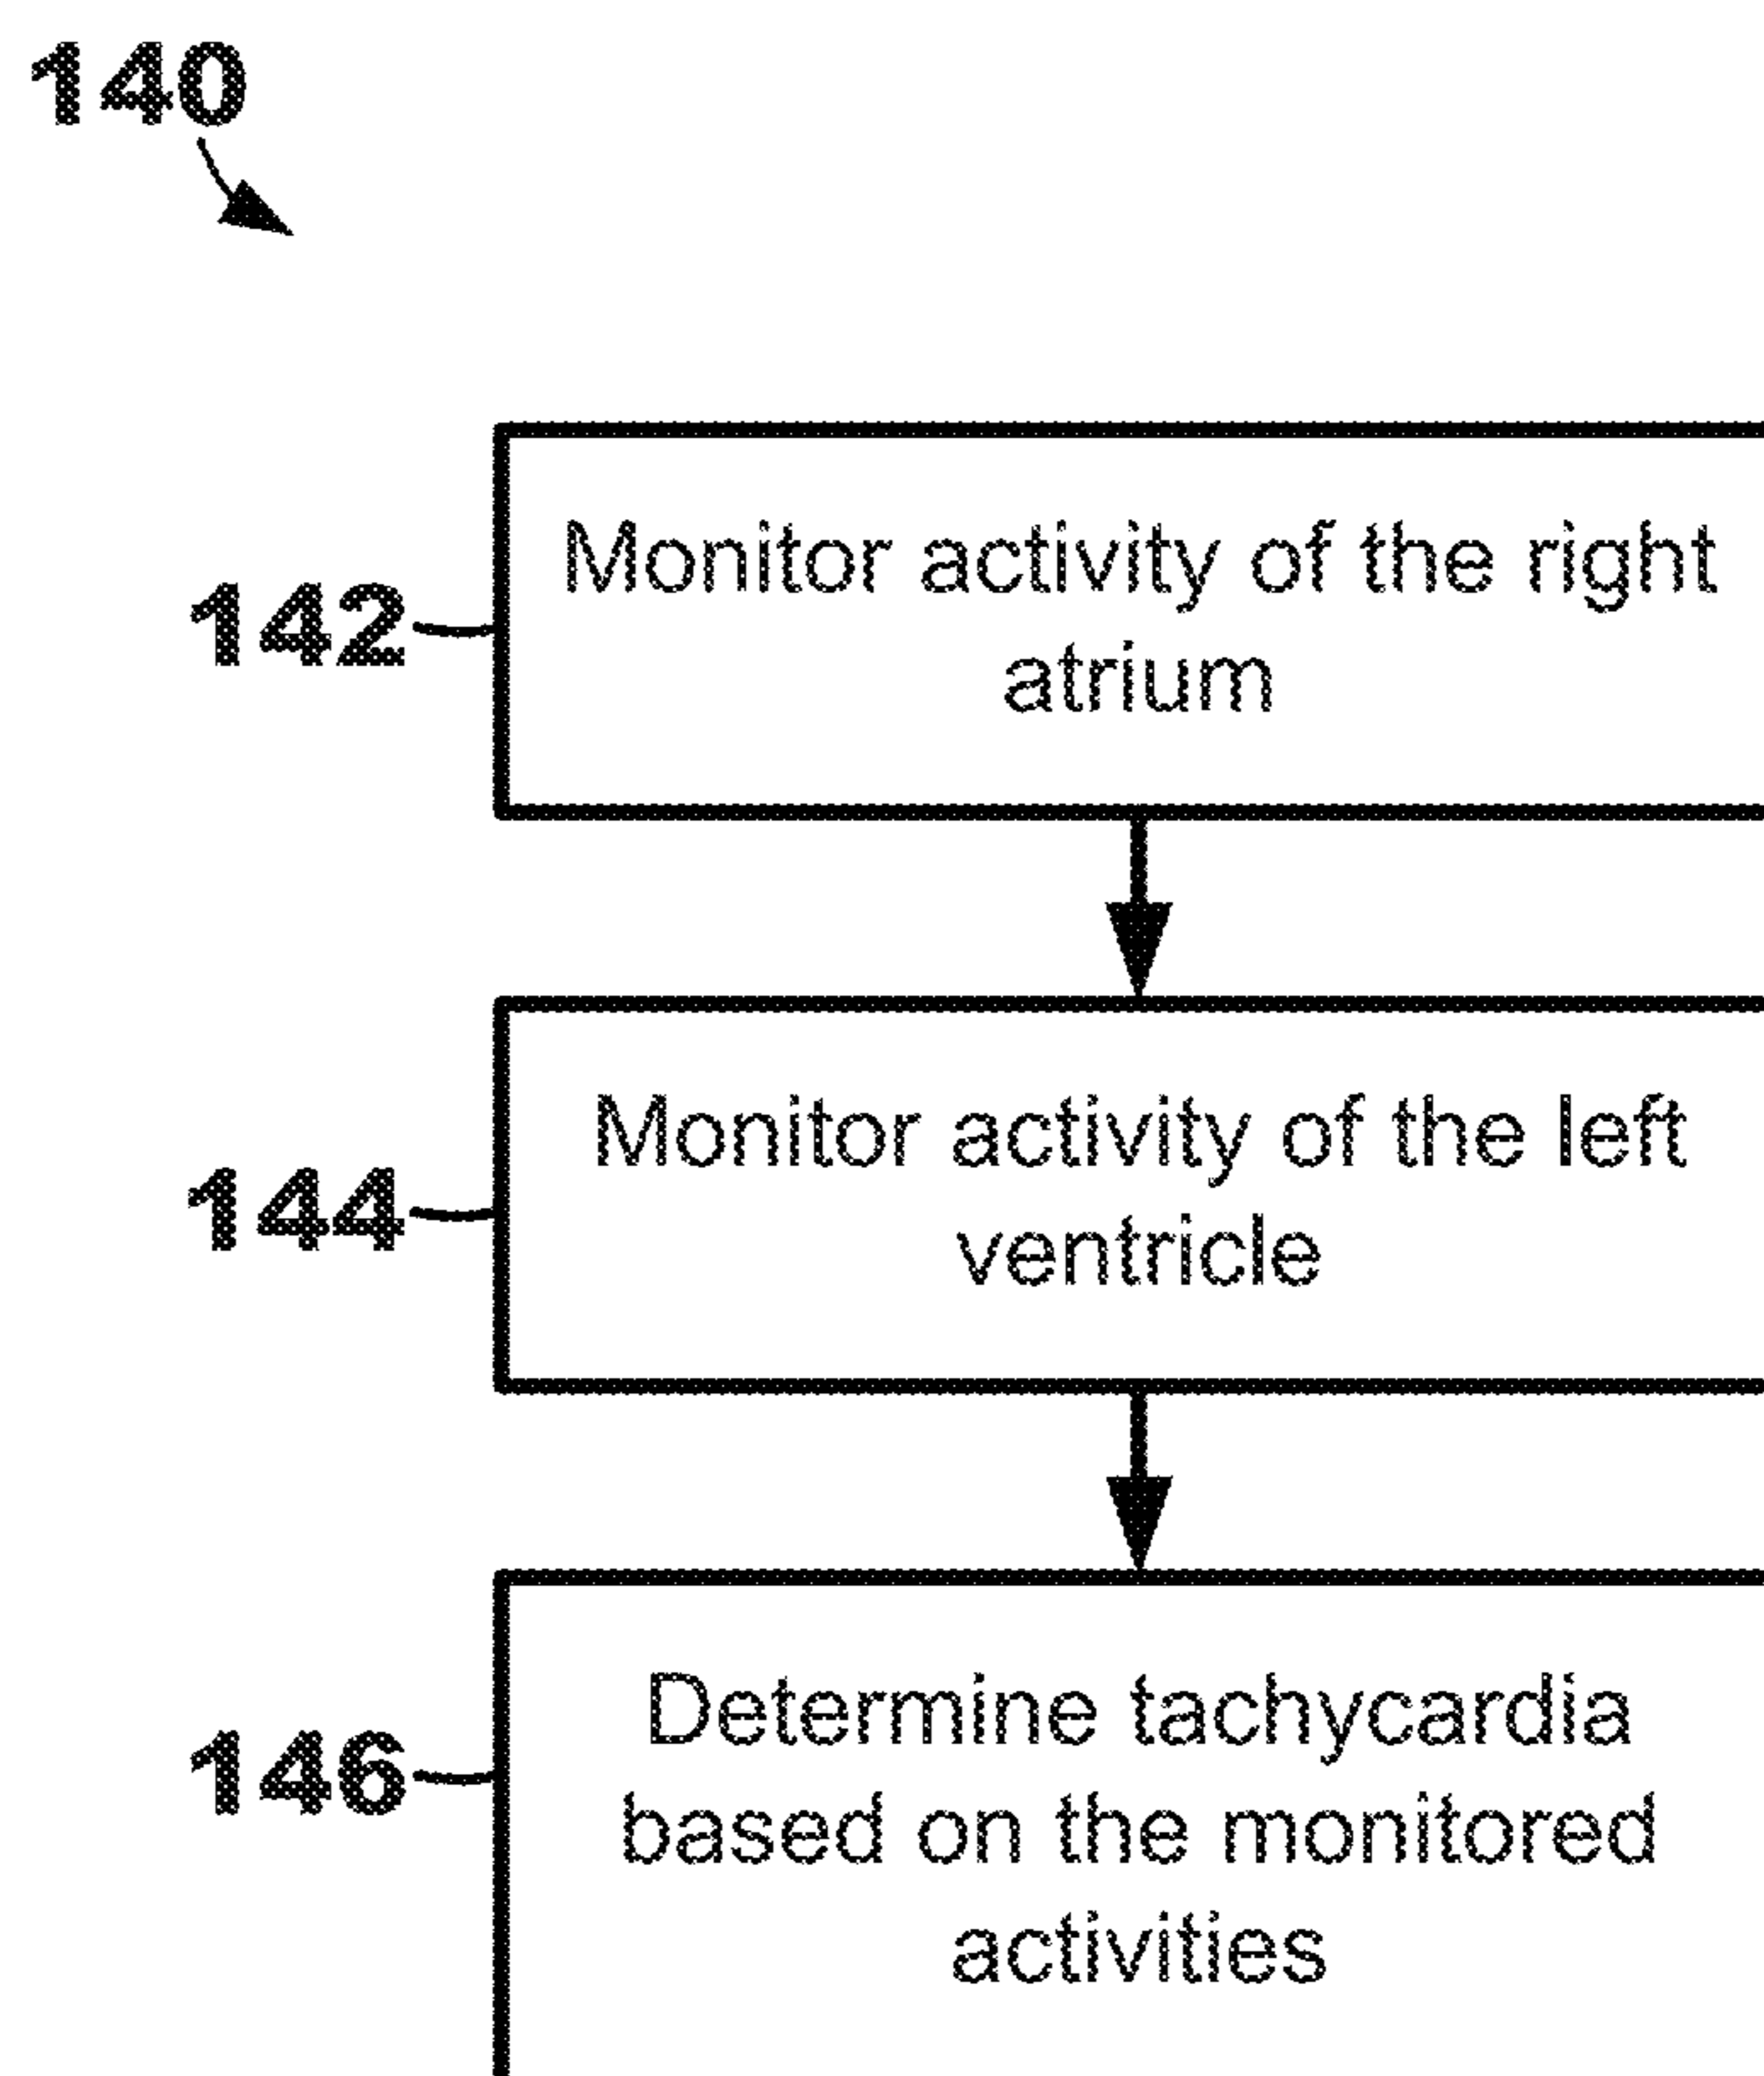 140
142
Monitor activity of the right
atrium
144
Monitor activity of the left
ventricle
146
Determine tachycardia
based on the monitored
activities